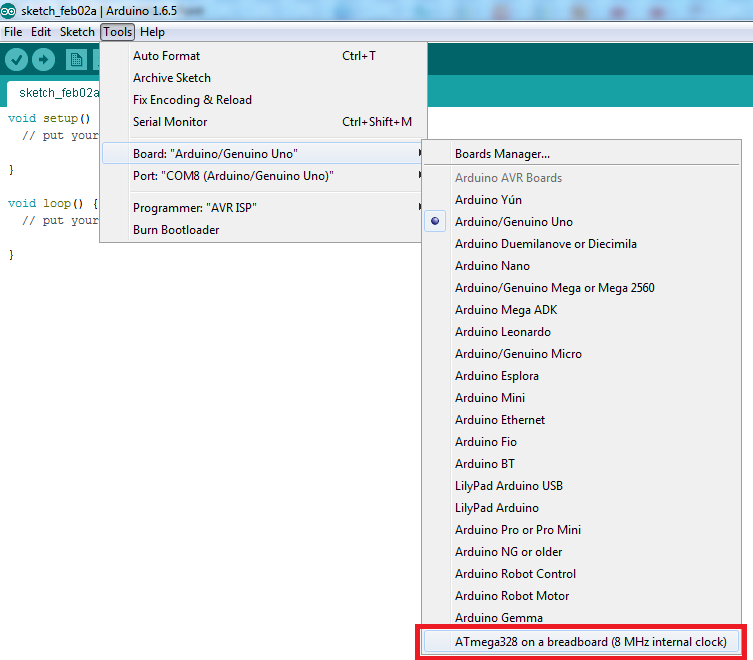 sketch_feb02a | Arduino 1.6.5
File Edit Sketch Tools Help
Auto Format Ctrl+T
Archive Sketch
Fix Encoding & Reload
Serial Monitor Ctrl+Shift+M
Board: "Arduino/Genuino Uno"
Port: "COM8 (Arduino/Genuino Uno)"
Programmer: "AVR ISP"
Burn Bootloader
sketch_feb02a
void setup()
// put your
}
void loop() {
// put your
}
Boards Manager...
Arduino AVR Boards
Arduino Yún
Arduino/Genuino Uno
Arduino Duemilanove or Diecimila
Arduino Nano
Arduino/Genuino Mega or Mega 2560
Arduino Mega ADK
Arduino Leonardo
Arduino/Genuino Micro
Arduino Esplora
Arduino Mini
Arduino Ethernet
Arduino Fio
Arduino BT
LilyPad Arduino USB
LilyPad Arduino
Arduino Pro or Pro Mini
Arduino NG or older
Arduino Robot Control
Arduino Robot Motor
Arduino Gemma
ATmega328 on a breadboard (8 MHz internal clock)